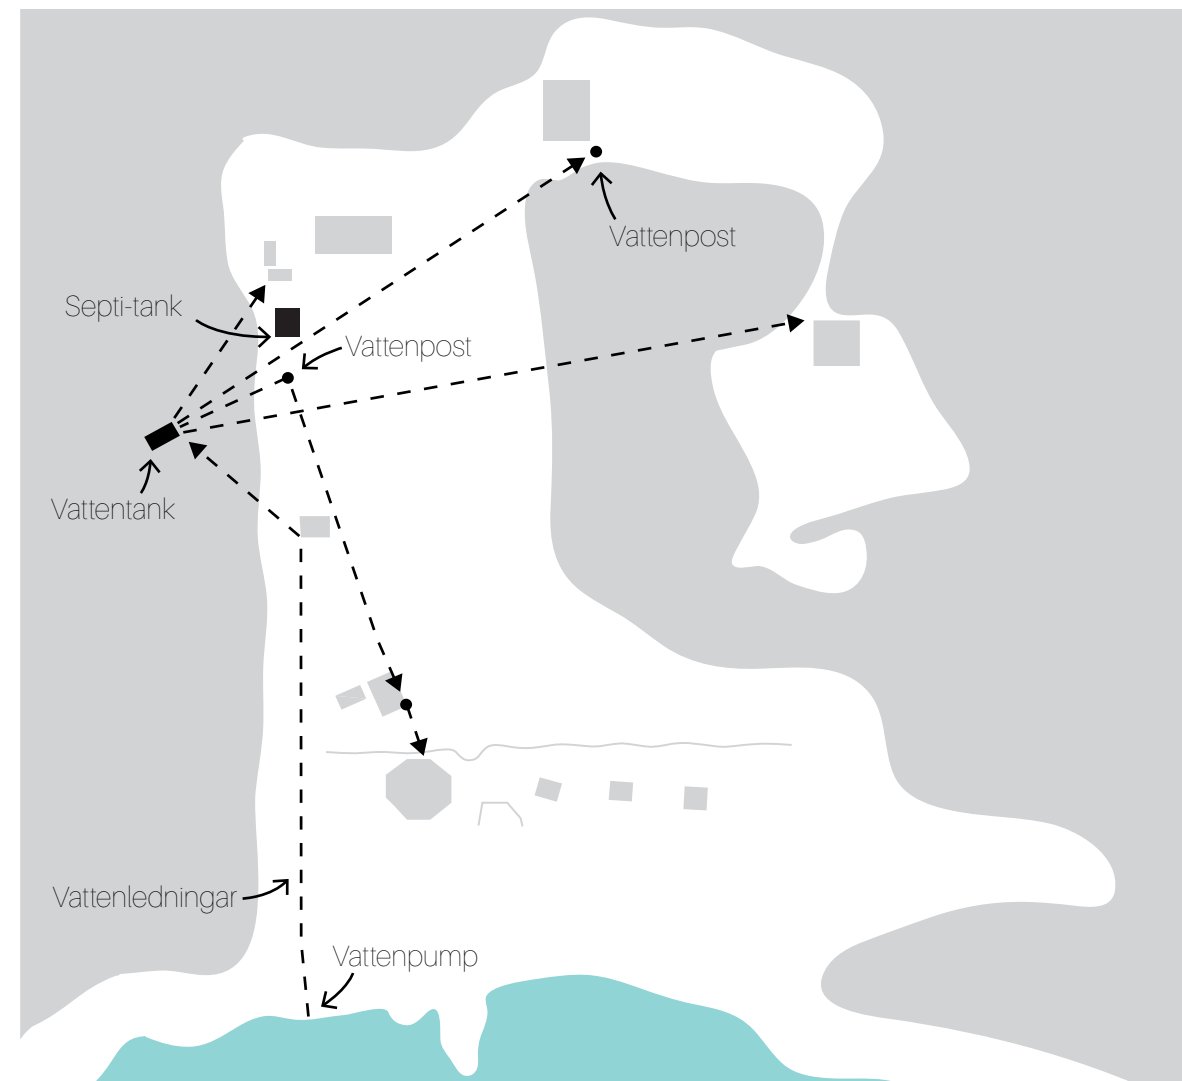 Vattenpost
Septi-tank
Vattenpost
Vattentank
Vattenledningar
Vattenpump